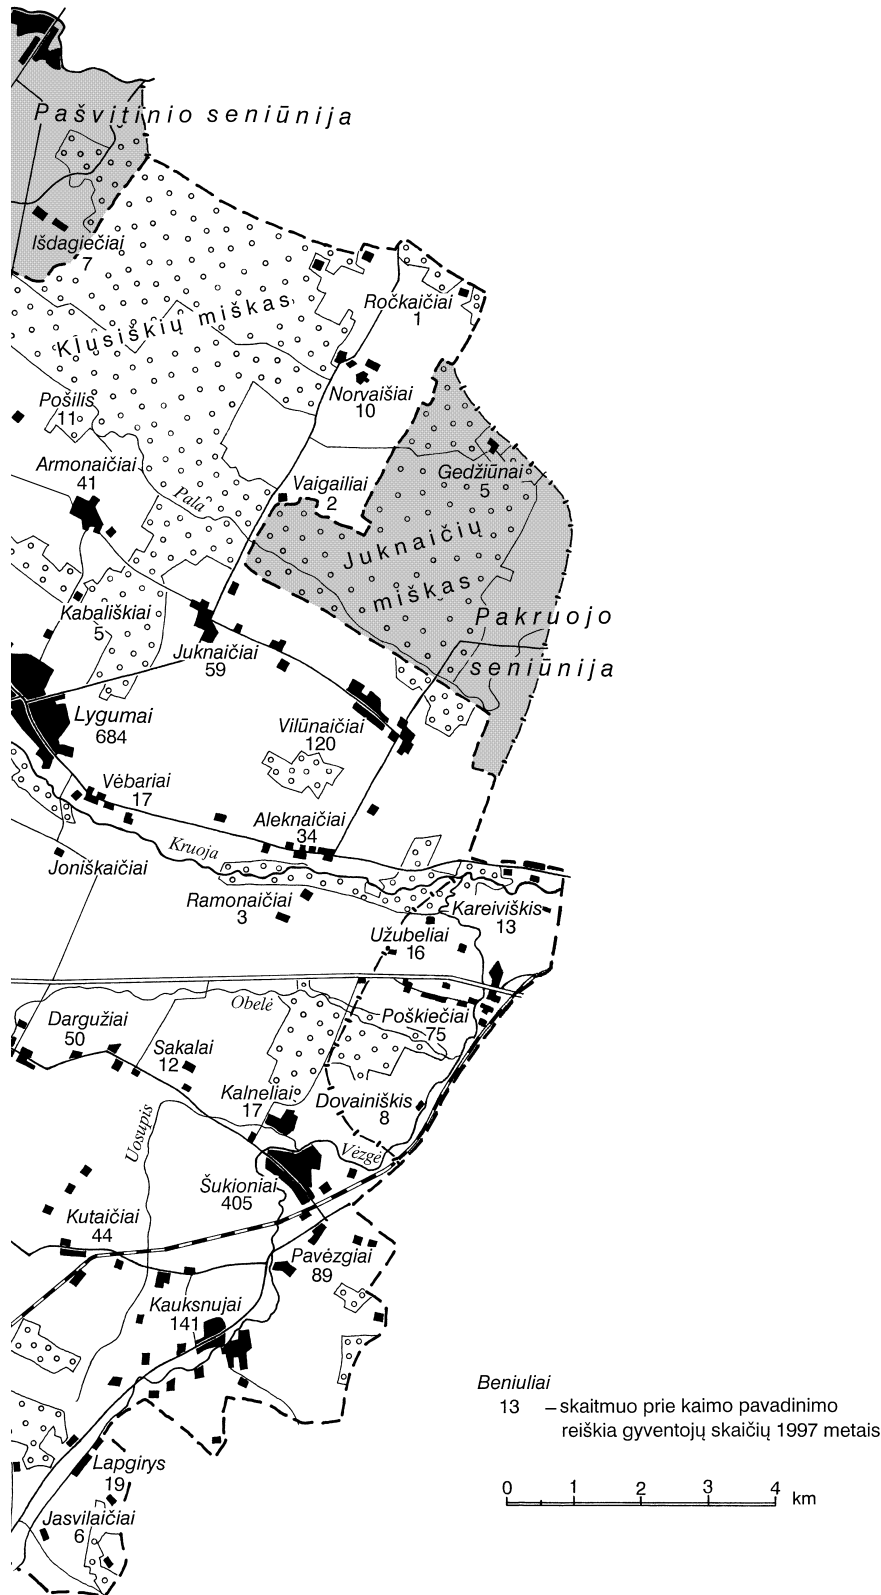 Pašvitinio seniūnija
Išdagiečiai
7
Ročkaičiai
1
Kļusiškių miškas
Norvaišiai
10
Pošilis
11
Armonaičiai
41
Gedžiūnai
5
Vaigailiai
2
Pala
Juknaičių
miškas
Kabališkiai
5
Pakruojo
seniūnija
Juknaičiai
59
Lygumai
684
Vilūnaičiai
120
Vėbariai
17
Aleknaičiai
34
Kruoja
Joniškaičiai
Ramonaičiai
3
Kareiviškis
13
Užubeliai
16
Obelė
Poškiečiai
75
Dargužiai
50
Sakalai
12
Kalneliai
17
Dovainiškis
8
Uosupis
Vėzgė
Šukioniai
405
Kutaičiai
44
Pavėzgiai
89
Kauksnujai
141
Beniuliai
13 – skaitmuo prie kaimo pavadinimo
reiškia gyventojų skaičių 1997 metais
Lapgirys
19
0 1 2 3 4 km
Jasvilaičiai
6